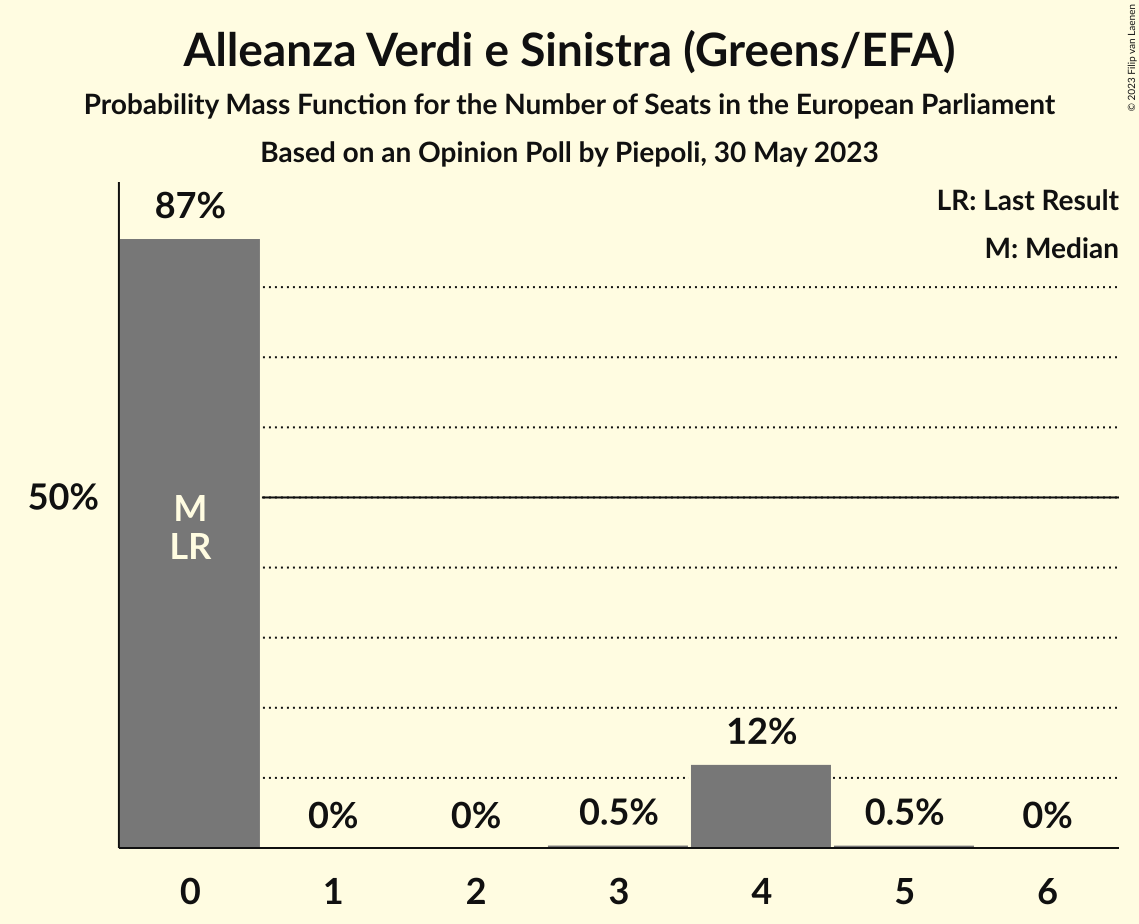 Alleanza Verdi e Sinistra (Greens/EFA)
Probability Mass Function for the Number of Seats in the European Parliament
Based on an Opinion Poll by Piepoli, 30 May 2023
© 2023 Filip van Laenen
LR: Last Result
M: Median
87%
50%
M
LR
0%
0%
0.5%
12%
0.5%
0%
0
1
2
3
4
5
6